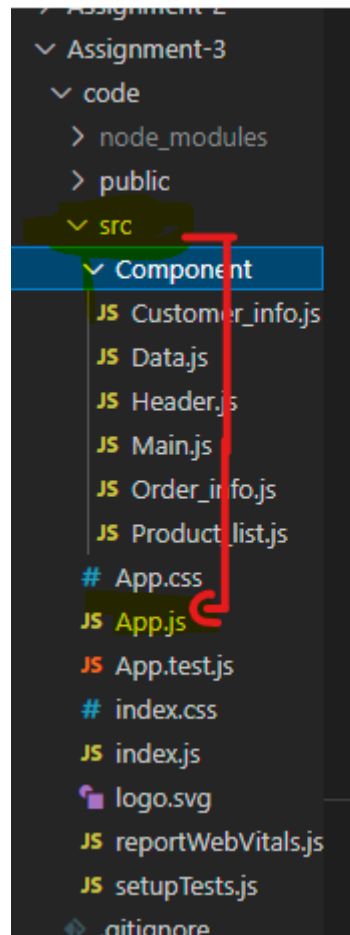 Assignment-3
code
node_modules
public
src
Component
JS Customer_info.js
JS Data.js
JS Header.js
JS Main.js
JS Order_info.js
JS Product_list.js
# App.css
JS App.js
JS App.test.js
# index.css
JS index.js
logo.svg
JS reportWebVitals.js
JS setupTests.js
.gitignore